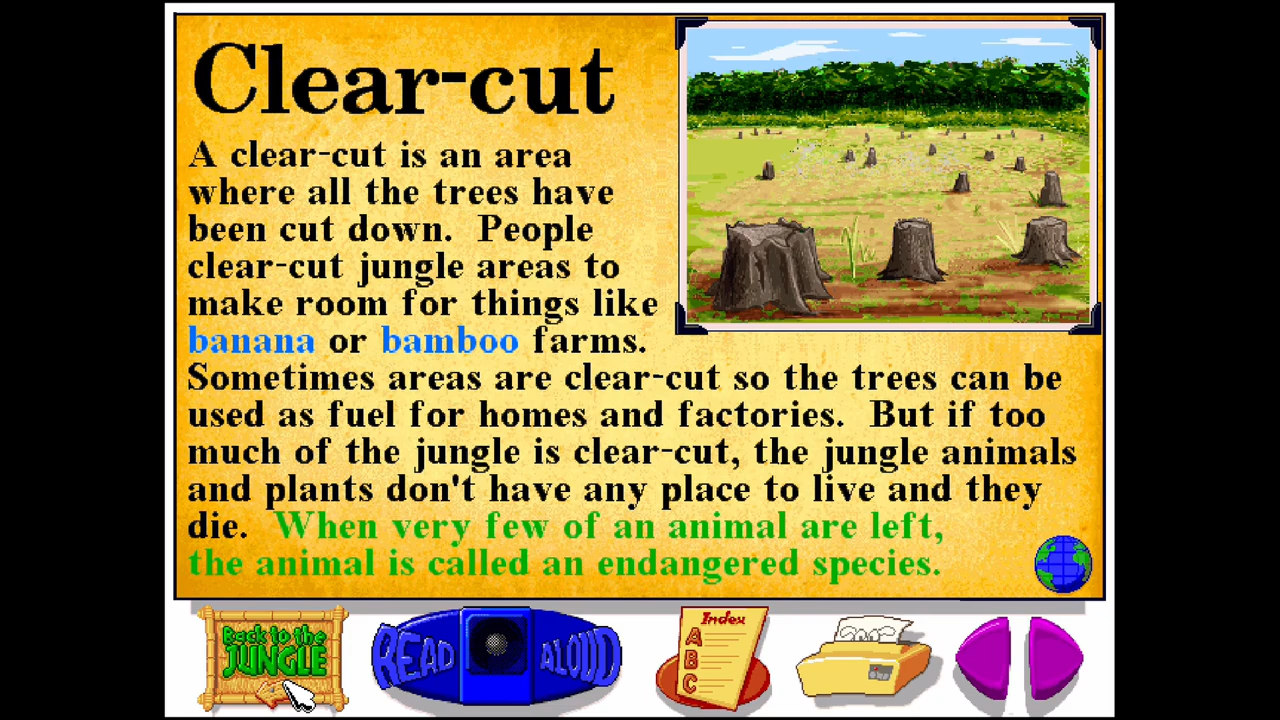 Clear-cut
A clear-cut is an area
where all the trees have
been cut down.  People
clear-cut jungle areas to
make room for things like
banana or bamboo farms.
Sometimes areas are clear-cut so the trees can be
used as fuel for homes and factories.  But if too
much of the jungle is clear-cut, the jungle animals
and plants don't have any place to live and they
die.  When very few of an animal are left,
the animal is called an endangered species.
Back to the
JUNGLE
READ ALOUD
Index
A
B
C